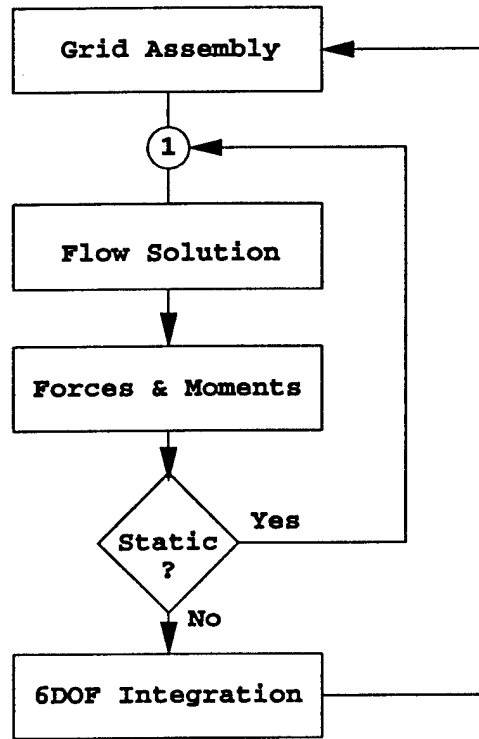 Grid Assembly
1
Flow Solution
Forces & Moments
Yes
Static
?
No
6DOF Integration